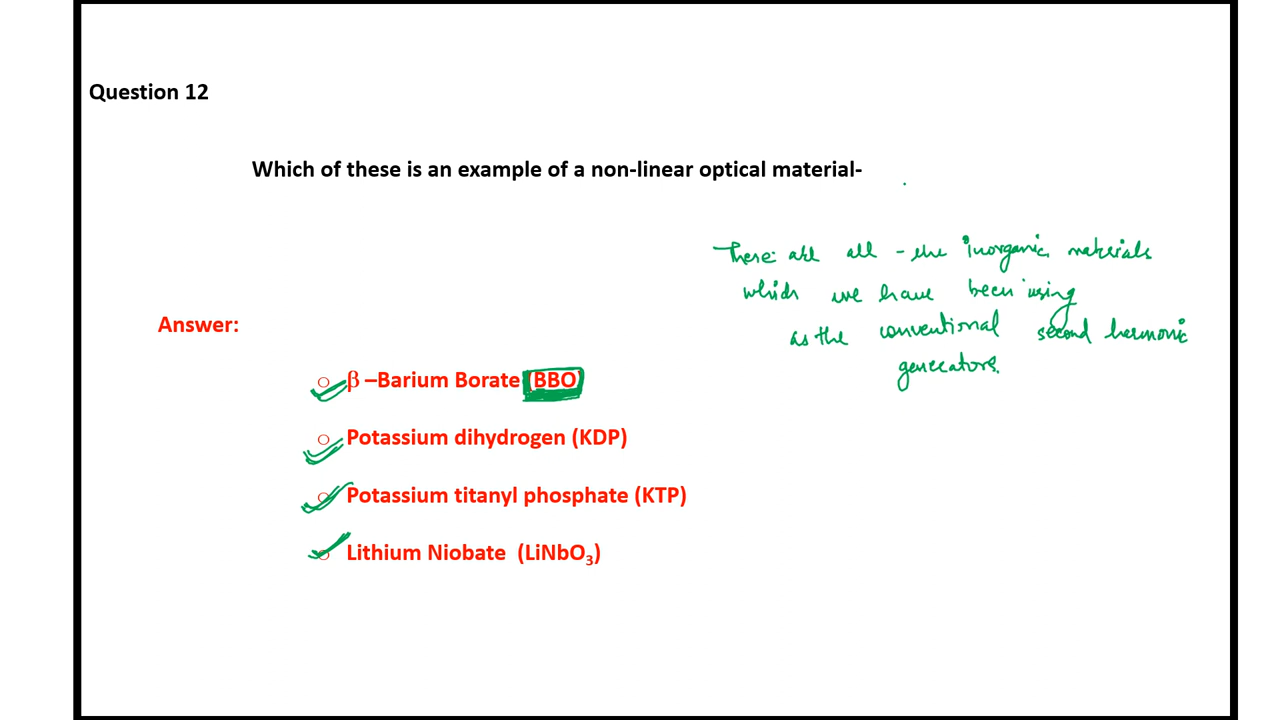 Question 12
Which of these is an example of a non-linear optical material-
There are all the inorganic materials
which we have been using
as the conventional second harmonic
generators.
Answer:
β –Barium Borate (BBO)
Potassium dihydrogen (KDP)
Potassium titanyl phosphate (KTP)
Lithium Niobate (LiNbO₃)